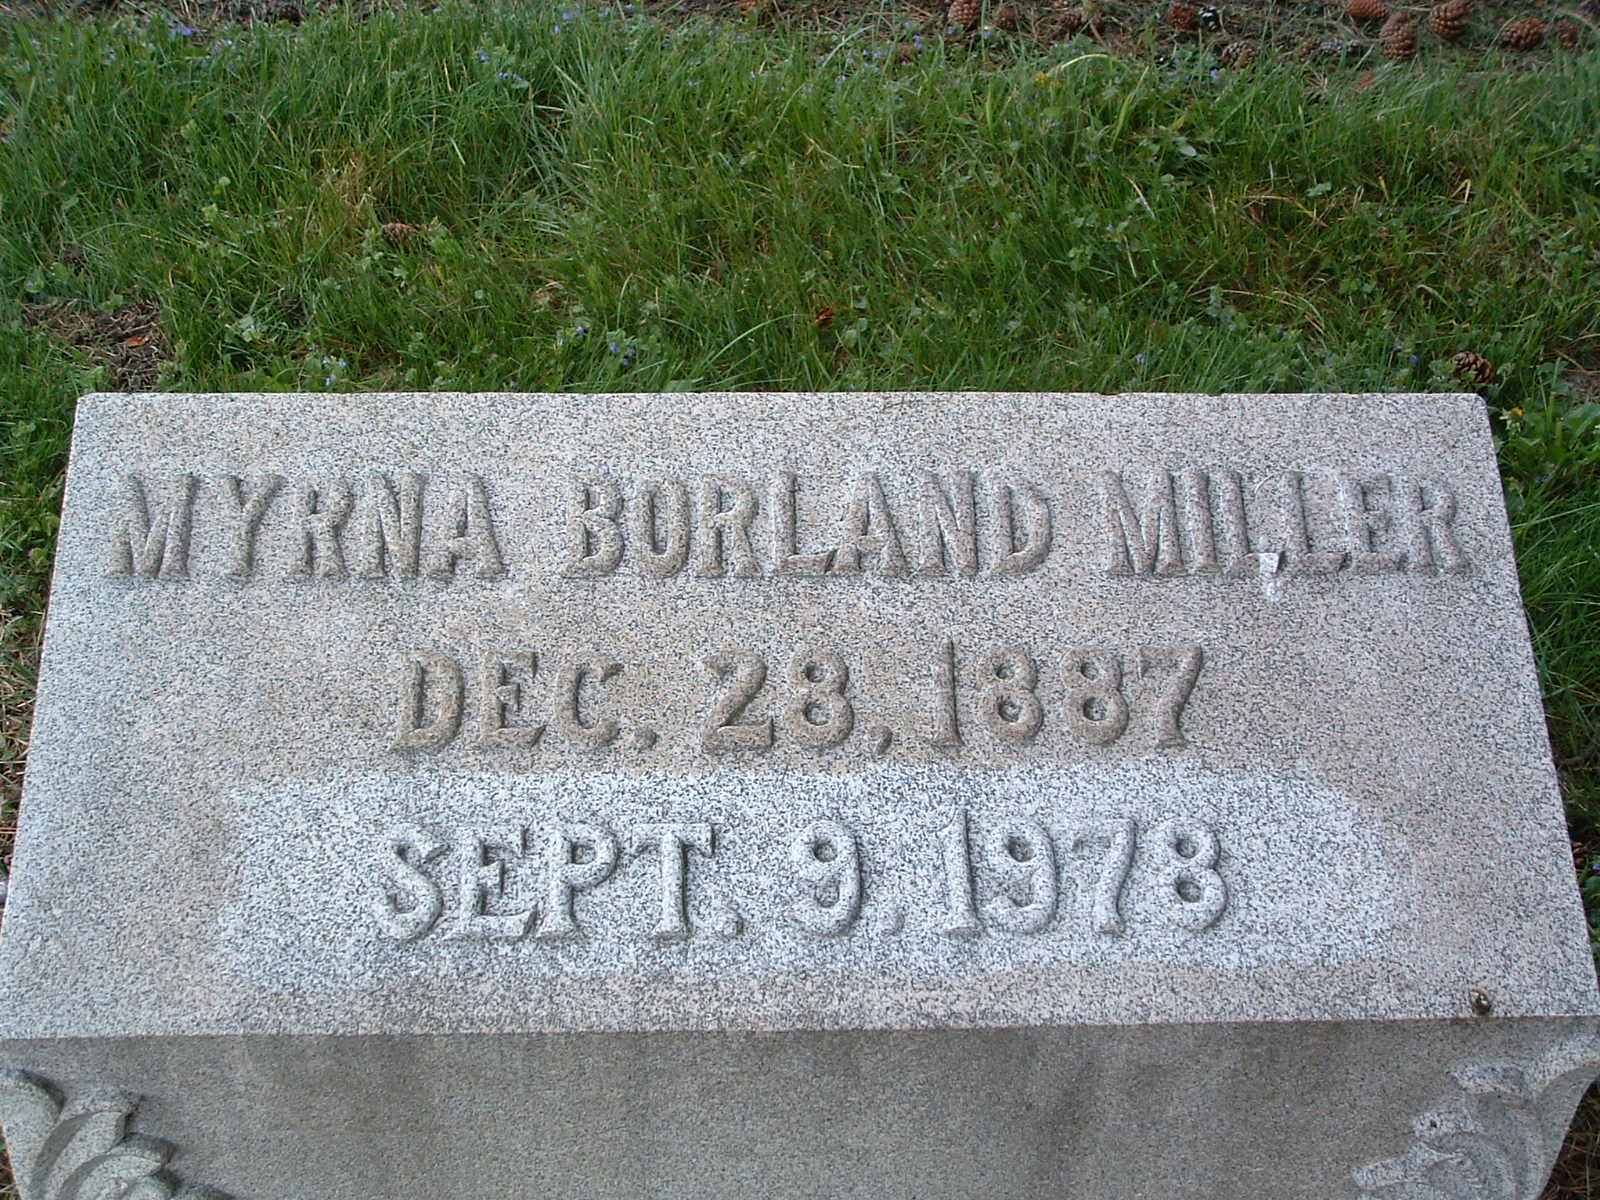 MYRNA BORLAND MILLER
DEC. 28, 1887
SEPT. 9, 1978